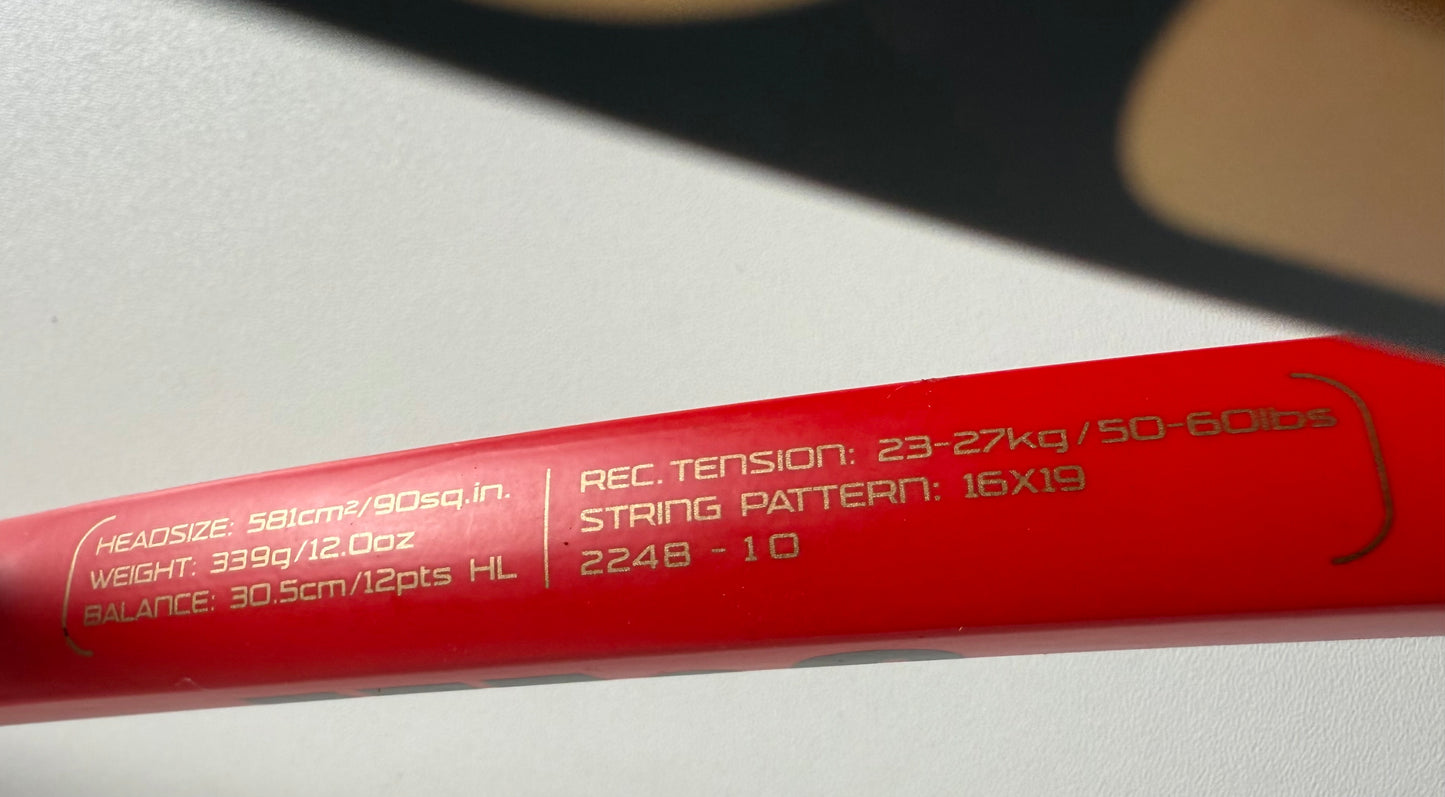 HEADSIZE: 581cm²/90sq.in.
WEIGHT: 339g/12.0oz
BALANCE: 30.5cm/12pts HL
REC. TENSION: 23-27kg/50-60lbs
STRING PATTERN: 16X19
2248 - 10